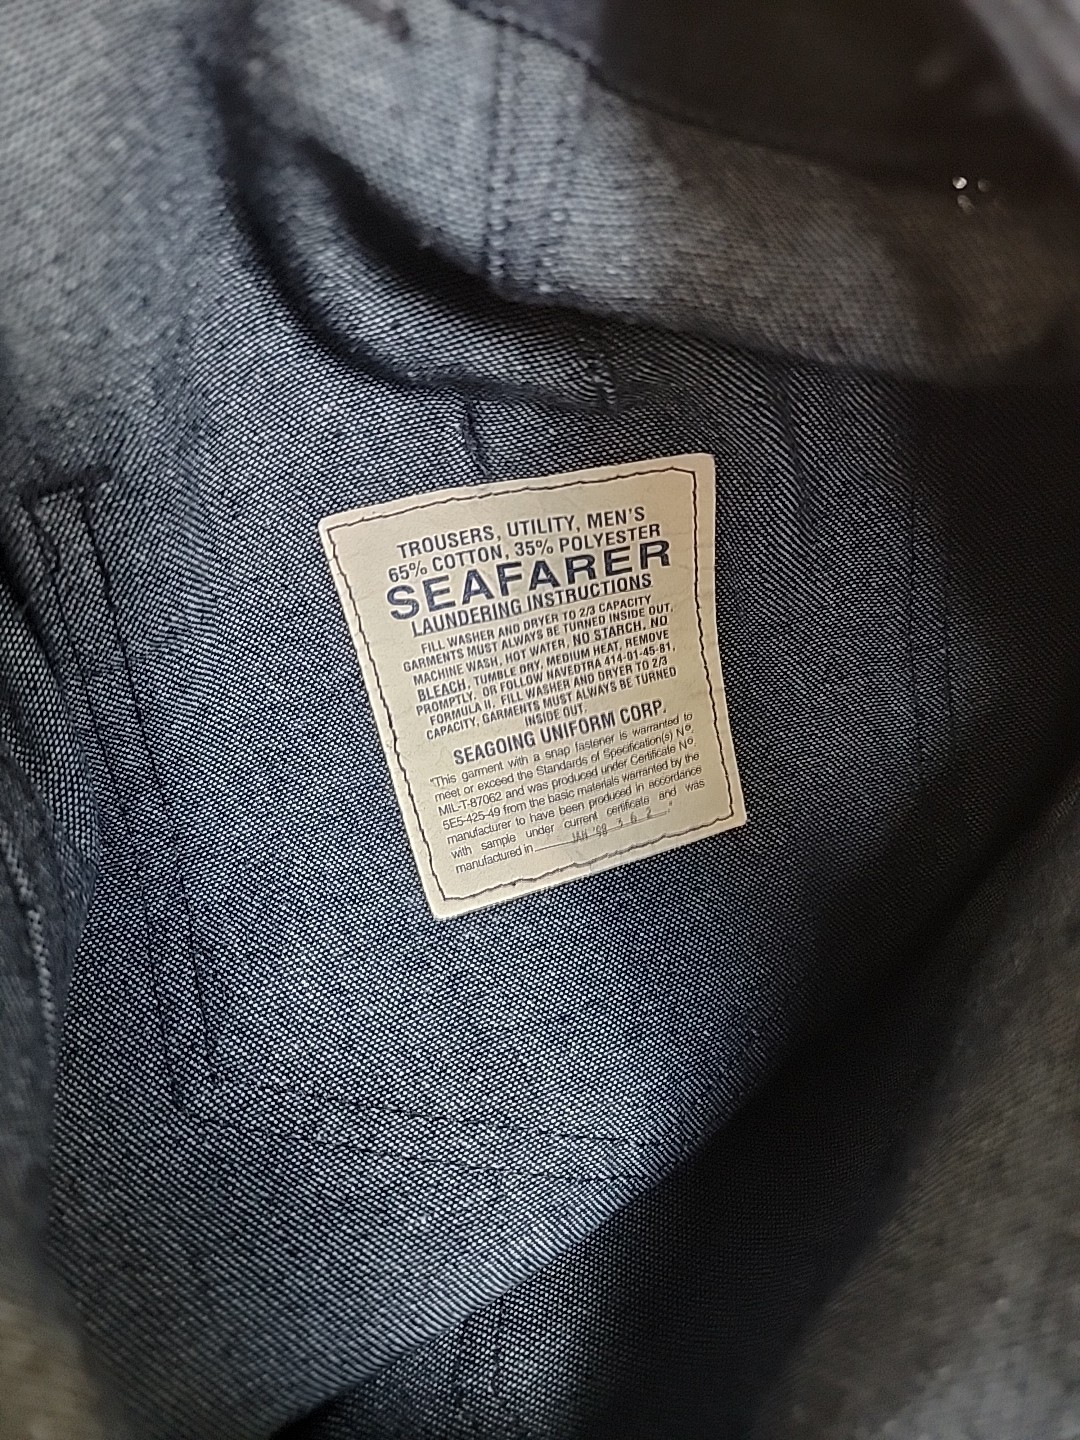 TROUSERS, UTILITY, MEN'S
65% COTTON, 35% POLYESTER
SEAFARER
LAUNDERING INSTRUCTIONS
FILL WASHER AND DRYER TO 2/3 CAPACITY
GARMENTS MUST ALWAYS BE TURNED INSIDE OUT.
MACHINE WASH, HOT WATER, NO STARCH. NO
BLEACH, TUMBLE DRY, MEDIUM HEAT, REMOVE
PROMPTLY. OR FOLLOW NAVEDTRA 414-01-45-81,
FORMULA II. FILL WASHER AND DRYER TO 2/3
CAPACITY, GARMENTS MUST ALWAYS BE TURNED
INSIDE OUT.
SEAGOING UNIFORM CORP.
"This garment with a snap fastener is warranted to
meet or exceed the Standards of Specification(s) Nº.
MIL-T-87062 and was produced under Certificate Nº.
5E5-425-49 from the basic materials warranted by the
manufacturer to have been produced in accordance
with sample under current certificate and was
manufactured in JAN '98 3 6 2."